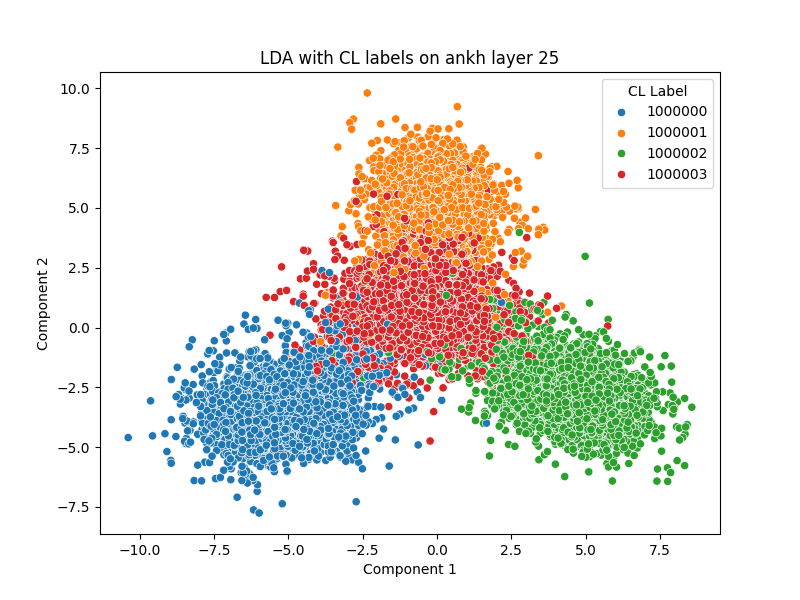 LDA with CL labels on ankh layer 25
10.0
7.5
5.0
2.5
0.0
−2.5
−5.0
−7.5
Component 2
CL Label
1000000
1000001
1000002
1000003
−10.0 −7.5 −5.0 −2.5 0.0 2.5 5.0 7.5
Component 1